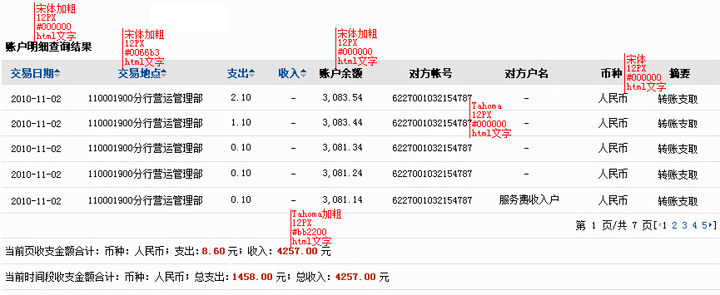 宋体加粗
12PX
#000000
html文字
账户明细查询结果
宋体加粗
12PX
#0066b3
html文字
宋体加粗
12PX
#000000
html文字
宋体
12PX
#000000
html文字
交易日期 交易地点 支出 收入 账户余额 对方帐号 对方户名 币种 摘要
2010-11-02 110001900分行营运管理部 2.10 - 3,083.54 6227001032154787 - 人民币 转账支取
Tahoma
12PX
#000000
html文字
2010-11-02 110001900分行营运管理部 1.10 - 3,083.44 6227001032154787 - 人民币 转账支取
2010-11-02 110001900分行营运管理部 0.10 - 3,081.34 6227001032154787 - 人民币 转账支取
2010-11-02 110001900分行营运管理部 0.10 - 3,081.24 6227001032154787 - 人民币 转账支取
2010-11-02 110001900分行营运管理部 0.10 - 3,081.14 6227001032154787 服务费收入户 人民币 转账支取
Tahoma加粗
12PX
#bb2200
html文字
第 1 页/共 7 页[1 2 3 4 5]
当前页收支金额合计：币种：人民币；支出：8.60 元；收入：4257.00 元
当前时间段收支金额合计：币种：人民币；总支出：1458.00 元；总收入：4257.00 元